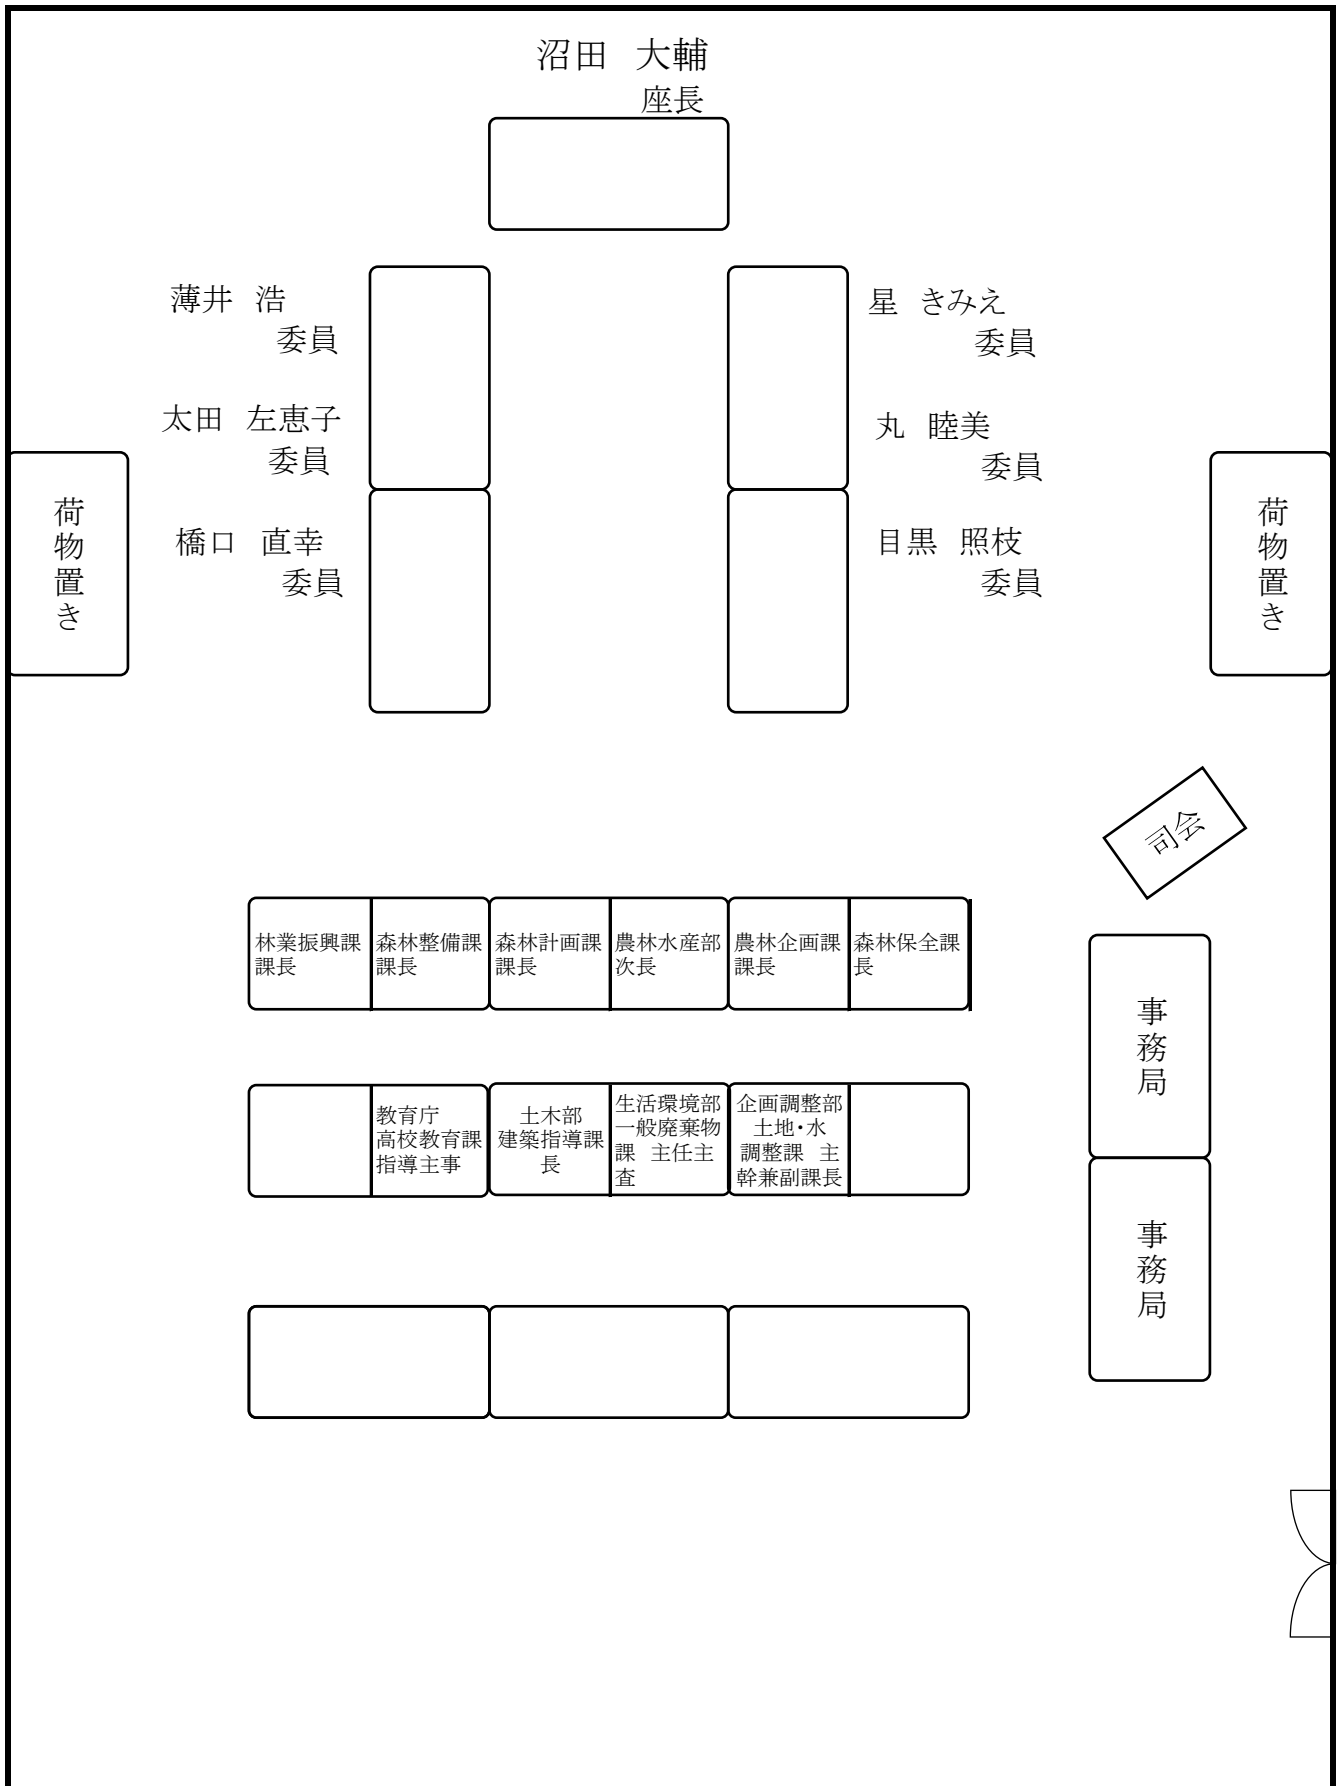 沼田 大輔
座長
薄井 浩
委員
太田 左恵子
委員
橋口 直幸
委員
星 きみえ
委員
丸 睦美
委員
目黒 照枝
委員
荷物置き
荷物置き
司会
林業振興課
課長
森林整備課
課長
森林計画課
課長
農林水産部
次長
農林企画課
課長
森林保全課
長
教育庁
高校教育課
指導主事
土木部
建築指導課
長
生活環境部
一般廃棄物
課 主任主
査
企画調整部
土地・水
調整課 主
幹兼副課長
事務局
事務局